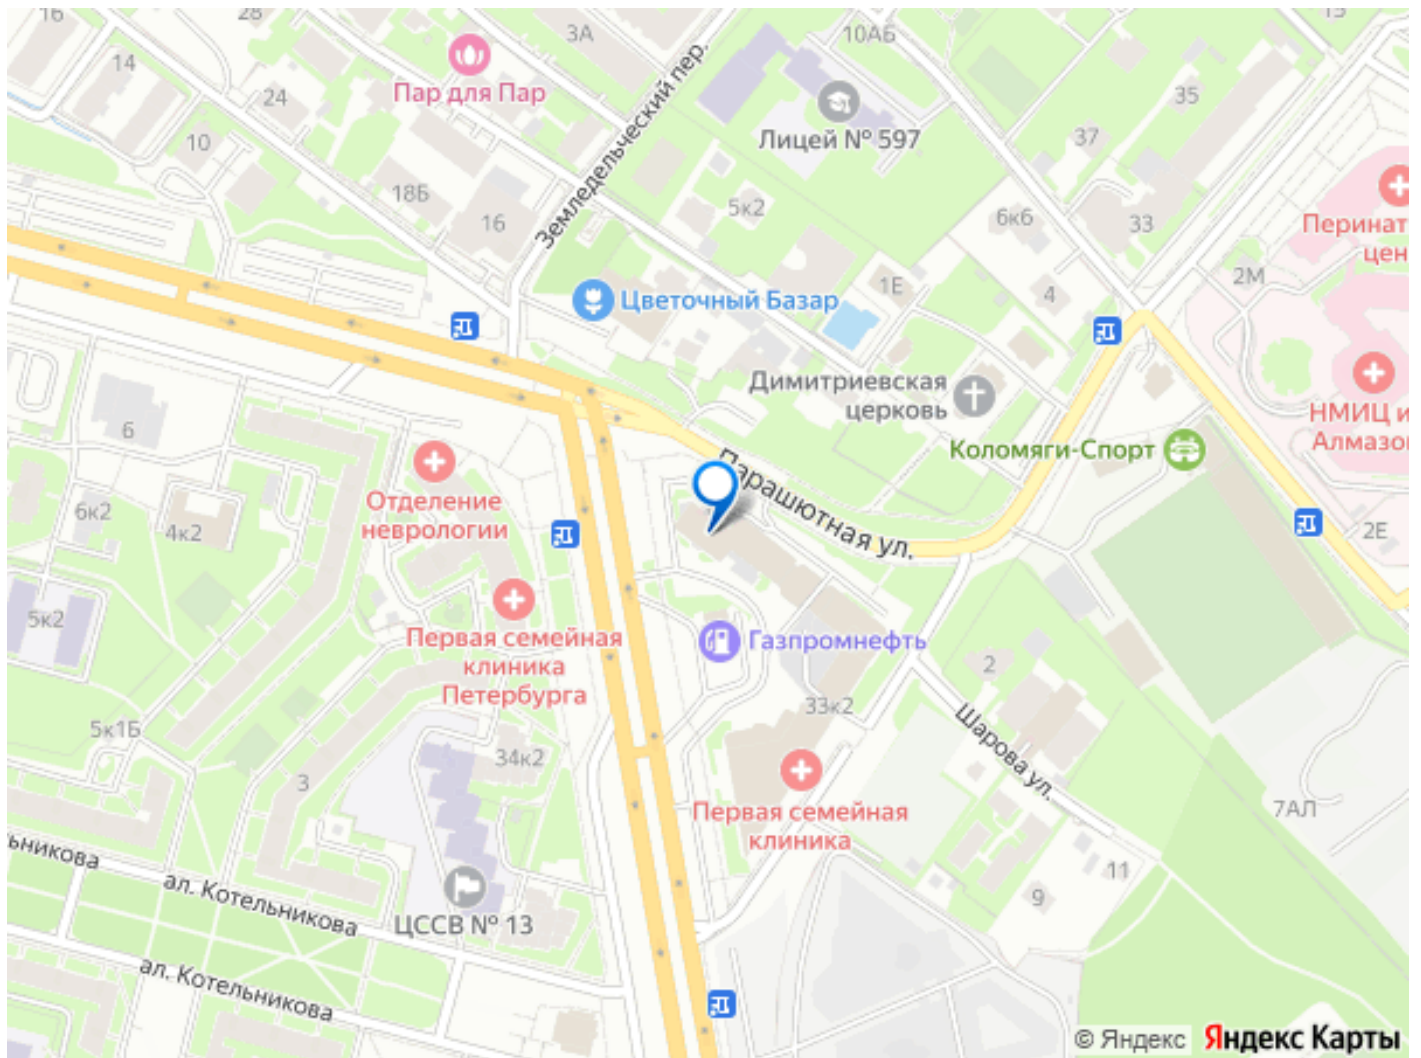 16
28
3А
10АБ
15
14
Пар для Пар
24
10
18Б
16
Земледельческий пер.
Лицей № 597
35
37
5к2
6к6
33
Перинат
цен
2М
1Е
4
Цветочный Базар
Димитриевская
церковь
НМИЦ и
Алмазо
Коломяги-Спорт
6
Отделение
неврологии
6к2
4к2
Парашютная ул.
2Е
5к2
Первая семейная
клиника
Петербурга
Газпромнефть
2
33к2
Шарова ул.
5к1Б
34к2
3
7АЛ
Первая семейная
клиника
ьникова
ал. Котельникова
ЦССВ № 13
11
9
ал. Котельникова
© Яндекс Яндекс Карты